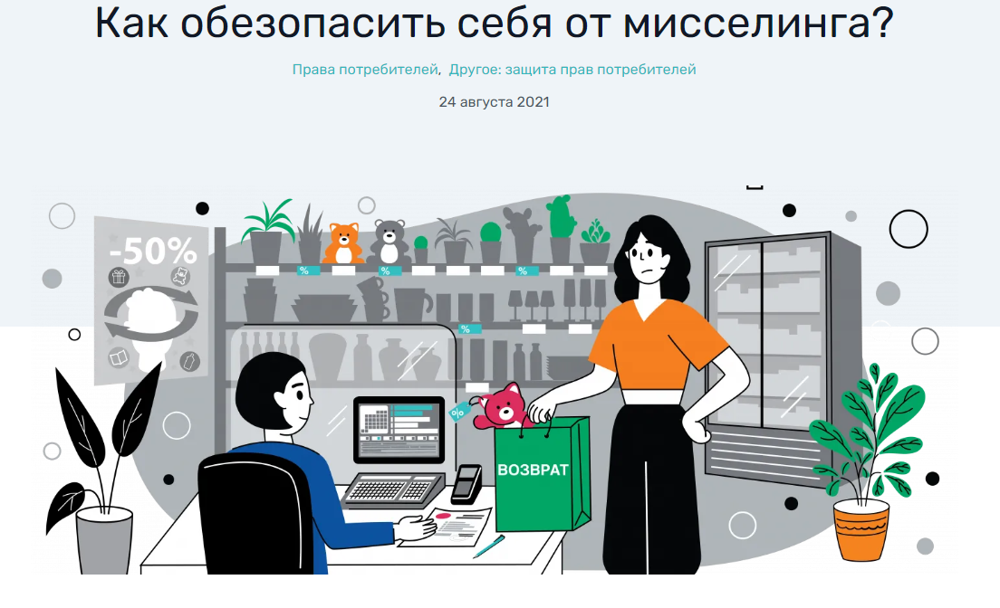 Как обезопасить себя от мисселинга?
Права потребителей, Другое: защита прав потребителей
24 августа 2021
-50%
%
%
%
%
%
ВОЗВРАТ